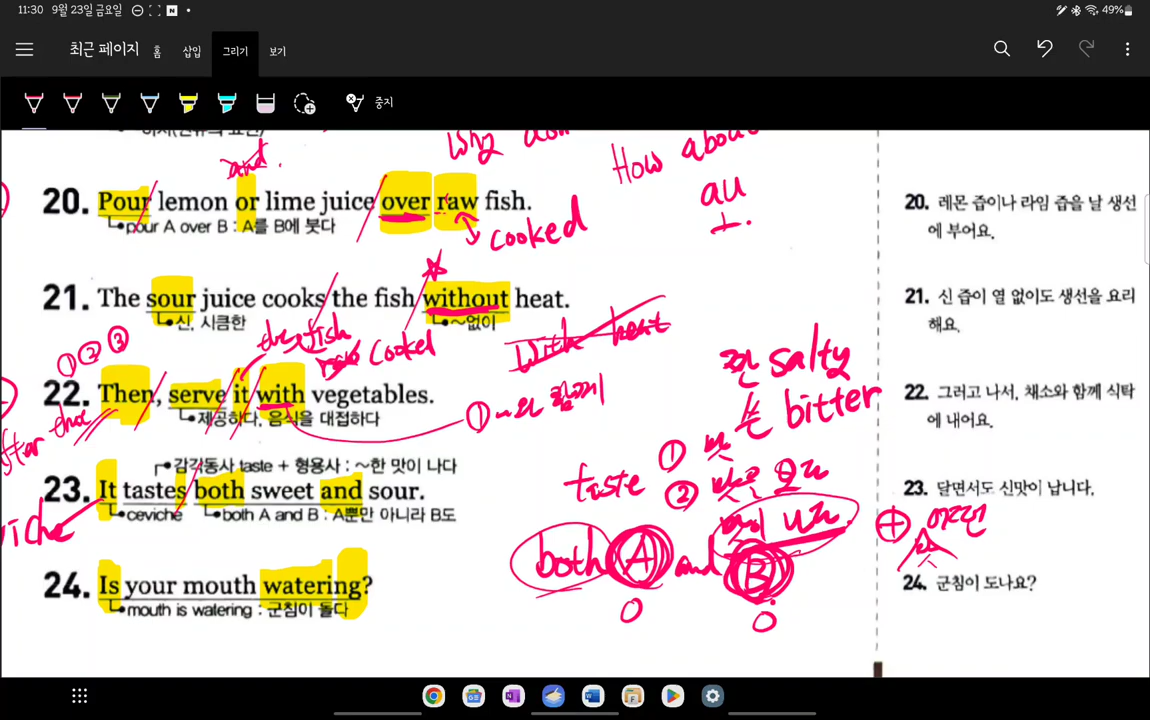 11:30 9월 23일 금요일 49%
최근 페이지 홈 삽입 그리기 보기
중지
and
How about
20. Pour lemon or lime juice over raw fish.
pour A over B : A를 B에 붓다
cooked
20. 레몬 즙이나 라임 즙을 날 생선
에 부어요.
21. The sour juice cooks the fish without heat.
신, 시큼한
~없이
21. 신 즙이 열 없이도 생선을 요리
해요.
the fish
cooked
with heat
① ② ③
22. Then, serve it with vegetables.
제공하다, 음식을 대접하다
① ~와 함께
짠 salty
쓴 bitter
22. 그러고 나서, 채소와 함께 식탁
에 내어요.
감각동사 taste + 형용사 : ~한 맛이 나다
23. It tastes both sweet and sour.
ceviche
both A and B : A뿐만 아니라 B도
taste ① 맛
②
both A and B
23. 달면서도 신맛이 납니다.
24. Is your mouth watering?
mouth is watering : 군침이 돌다
24. 군침이 도나요?